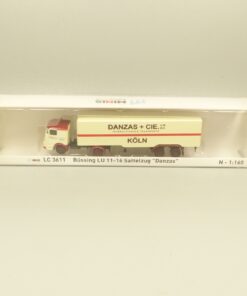 DANZAS + CIE.
KÖLN
LC 3611 Büssing LU 11-16 Sattelzug "Danzas" N - 1:160